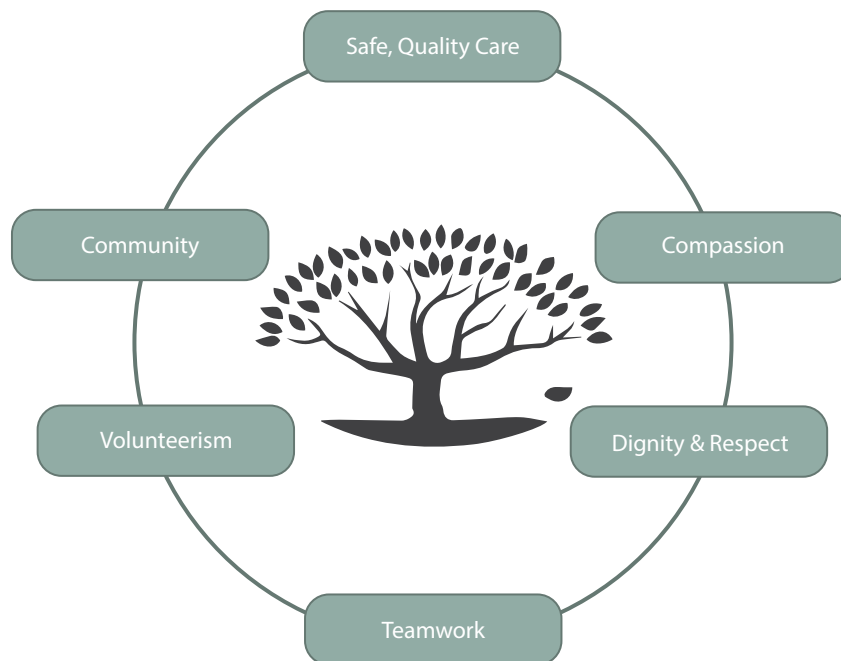 Safe, Quality Care
Community
Compassion
Volunteerism
Dignity & Respect
Teamwork